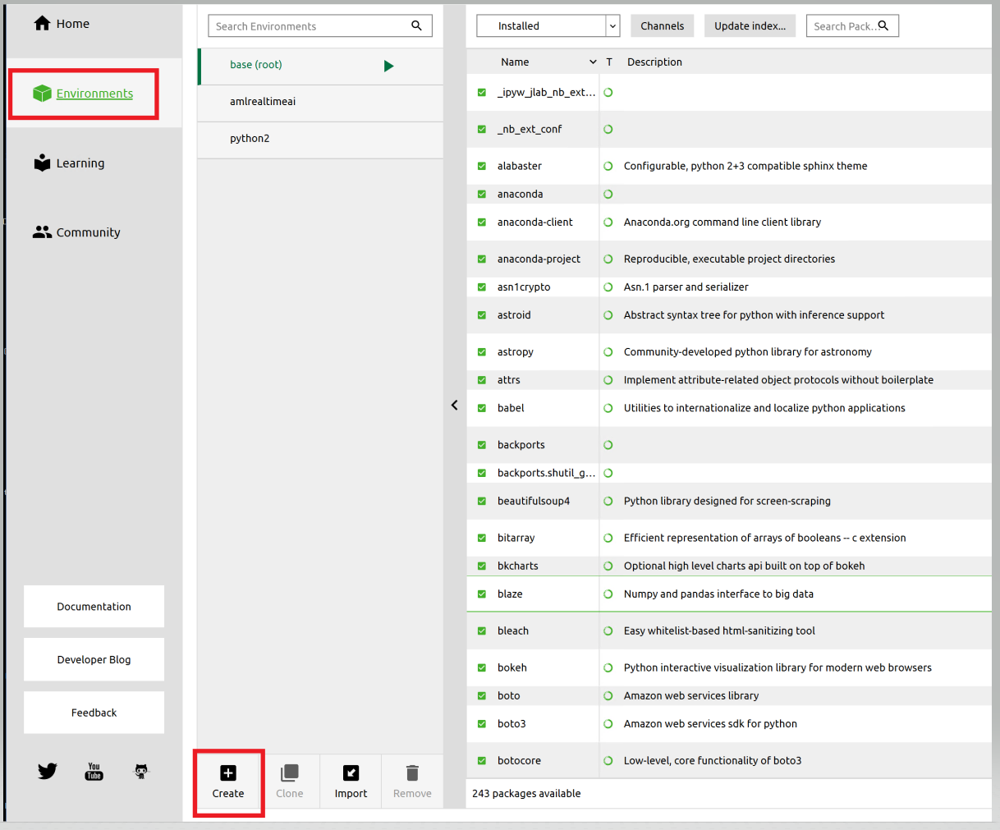 Home
Environments
Learning
Community
Documentation
Developer Blog
Feedback
You
Tube
Search Environments
base (root)
amlrealtimeai
python2
Create
Clone
Import
Remove
Installed
Channels
Update index...
Search Pack...
Name T Description
_ipyw_jlab_nb_ext...
_nb_ext_conf
alabaster Configurable, python 2+3 compatible sphinx theme
anaconda
anaconda-client Anaconda.org command line client library
anaconda-project Reproducible, executable project directories
asn1crypto Asn.1 parser and serializer
astroid Abstract syntax tree for python with inference support
astropy Community-developed python library for astronomy
attrs Implement attribute-related object protocols without boilerplate
babel Utilities to internationalize and localize python applications
backports
backports.shutil_g...
beautifulsoup4 Python library designed for screen-scraping
bitarray Efficient representation of arrays of booleans -- c extension
bkcharts Optional high level charts api built on top of bokeh
blaze Numpy and pandas interface to big data
bleach Easy whitelist-based html-sanitizing tool
bokeh Python interactive visualization library for modern web browsers
boto Amazon web services library
boto3 Amazon web services sdk for python
botocore Low-level, core functionality of boto3
243 packages available